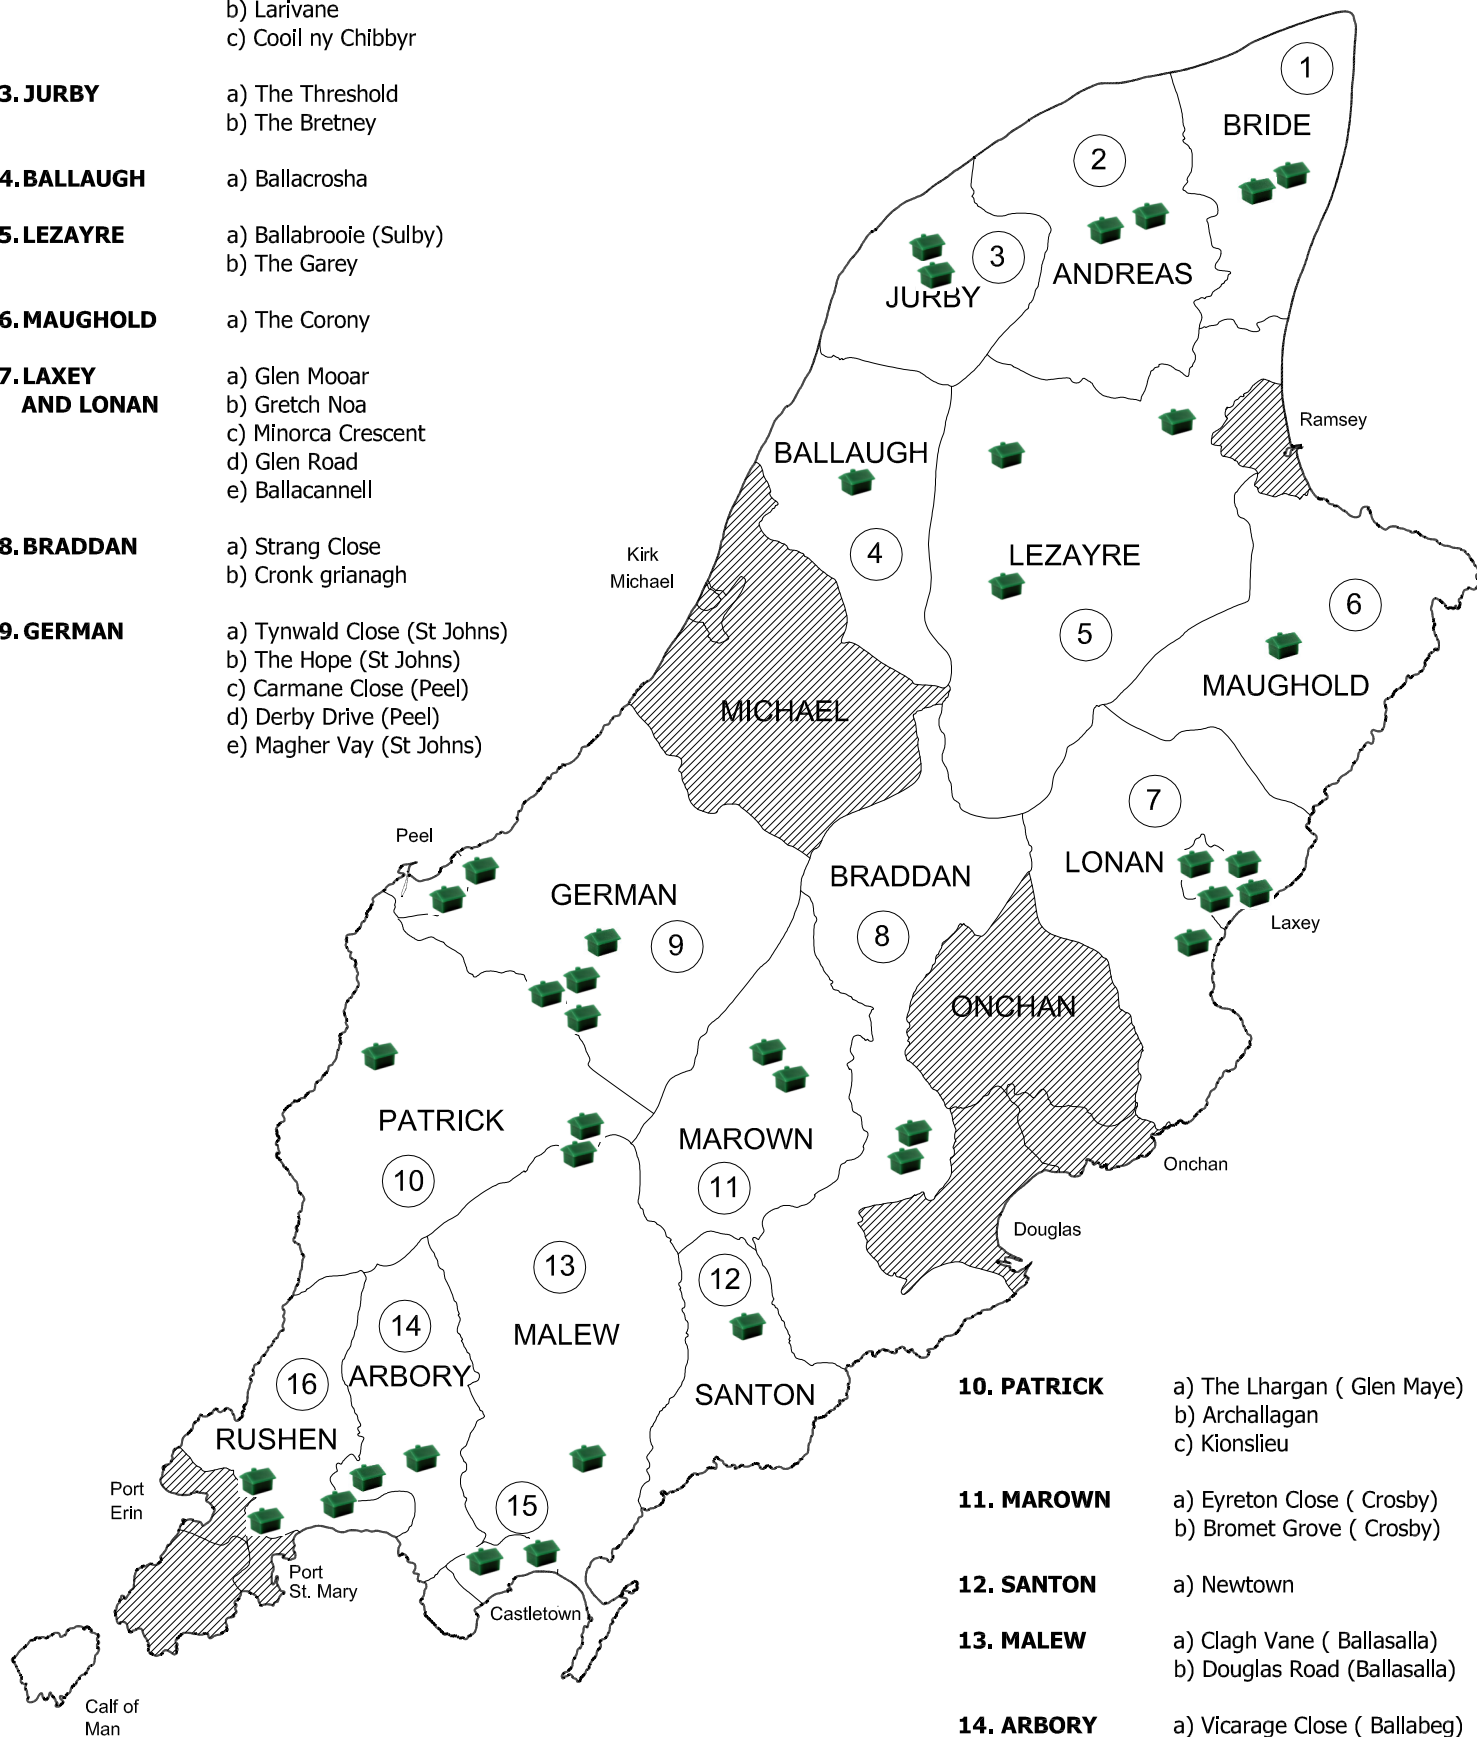 b) Larivane
c) Cooil ny Chibbyr
3. JURBY a) The Threshold
b) The Bretney
4. BALLAUGH a) Ballacrosha
5. LEZAYRE a) Ballabrooie (Sulby)
b) The Garey
6. MAUGHOLD a) The Corony
7. LAXEY a) Glen Mooar
AND LONAN b) Gretch Noa
c) Minorca Crescent
d) Glen Road
e) Ballacannell
8. BRADDAN a) Strang Close
b) Cronk grianagh
9. GERMAN a) Tynwald Close (St Johns)
b) The Hope (St Johns)
c) Carmane Close (Peel)
d) Derby Drive (Peel)
e) Magher Vay (St Johns)
1
BRIDE
2
ANDREAS
3
JURBY
Ramsey
BALLAUGH
4
LEZAYRE
5
Kirk
Michael
6
MAUGHOLD
MICHAEL
7
LONAN
Laxey
Peel
GERMAN
9
BRADDAN
8
ONCHAN
PATRICK
10
MAROWN
11
Onchan
Douglas
13
MALEW
12
SANTON
14
ARBORY
16
RUSHEN
15
Port
Erin
Port
St. Mary
Castletown
Calf of
Man
10. PATRICK a) The Lhargan ( Glen Maye)
b) Archallagan
c) Kionslieu
11. MAROWN a) Eyreton Close ( Crosby)
b) Bromet Grove ( Crosby)
12. SANTON a) Newtown
13. MALEW a) Clagh Vane ( Ballasalla)
b) Douglas Road (Ballasalla)
14. ARBORY a) Vicarage Close ( Ballabeg)